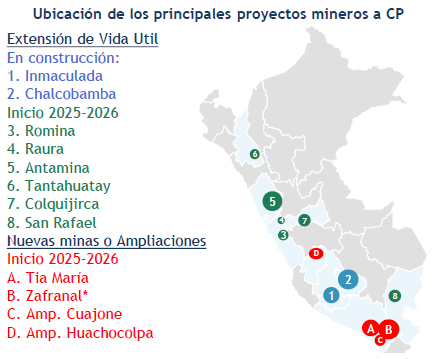 Ubicación de los principales proyectos mineros a CP
Extensión de Vida Util
En construcción:
1. Inmaculada
2. Chalcobamba
Inicio 2025-2026
3. Romina
4. Raura
5. Antamina
6. Tantahuatay
7. Colquijirca
8. San Rafael
Nuevas minas o Ampliaciones
Inicio 2025-2026
A. Tia María
B. Zafranal*
C. Amp. Cuajone
D. Amp. Huachocolpa
6
5
4
7
3
D
2
1
8
A
B
C